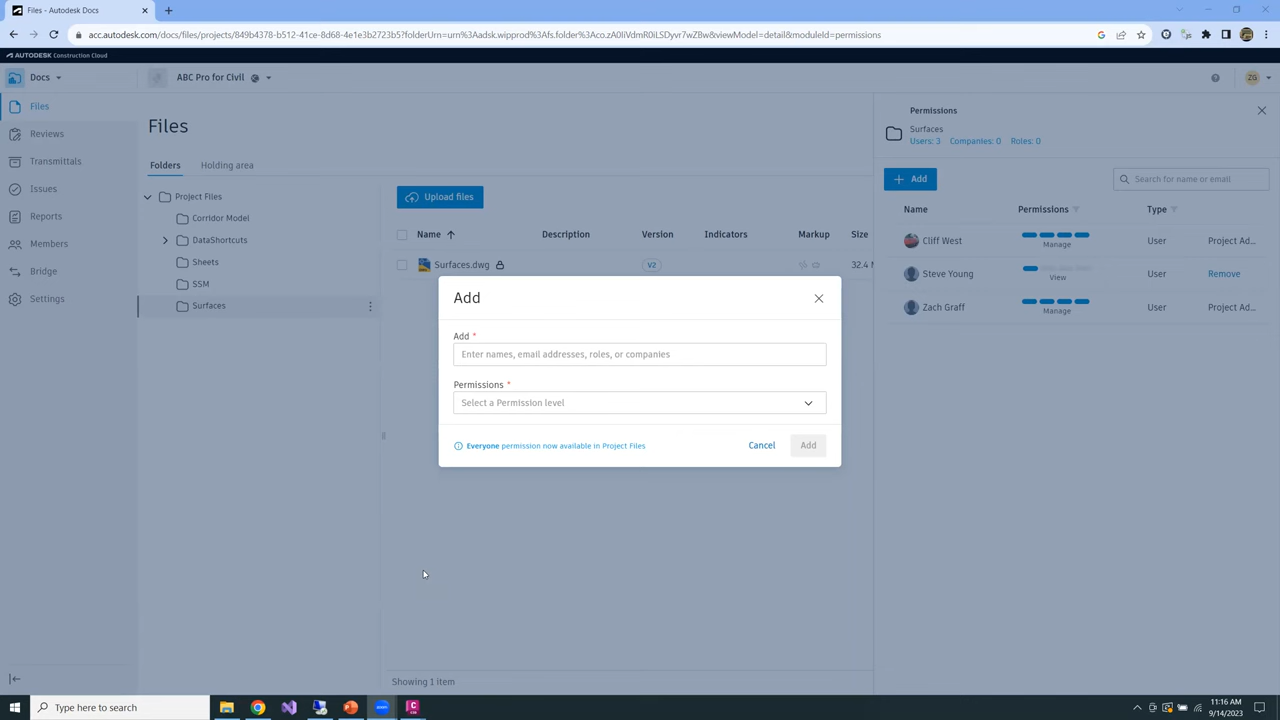 Files - Autodesk Docs
acc.autodesk.com/docs/files/projects/849b4378-b512-41ce-8d68-4e1e3b2723b5?folderUrn=urn%3Aadsk.wipprod%3Afs.folder%3Aco.zA0liVdmR0iLSDyvr7wZBw&viewModel=detail&moduleId=permissions
AUTODESK Construction Cloud
Docs
ABC Pro for Civil
ZG
Files
Reviews
Transmittals
Issues
Reports
Members
Bridge
Settings
Files
Folders
Holding area
Project Files
Corridor Model
DataShortcuts
Sheets
SSM
Surfaces
Upload files
Name
Description
Version
Indicators
Markup
Size
Surfaces.dwg
V2
32.4 M
Showing 1 item
Permissions
Surfaces
Users: 3 Companies: 0 Roles: 0
Add
Search for name or email
Name
Permissions
Type
Cliff West
Manage
User
Project Ad...
Steve Young
View
User
Remove
Zach Graff
Manage
User
Project Ad...
Add
Add *
Enter names, email addresses, roles, or companies
Permissions *
Select a Permission level
Everyone permission now available in Project Files
Cancel
Add
Type here to search
zoom
11:16 AM
9/14/2023